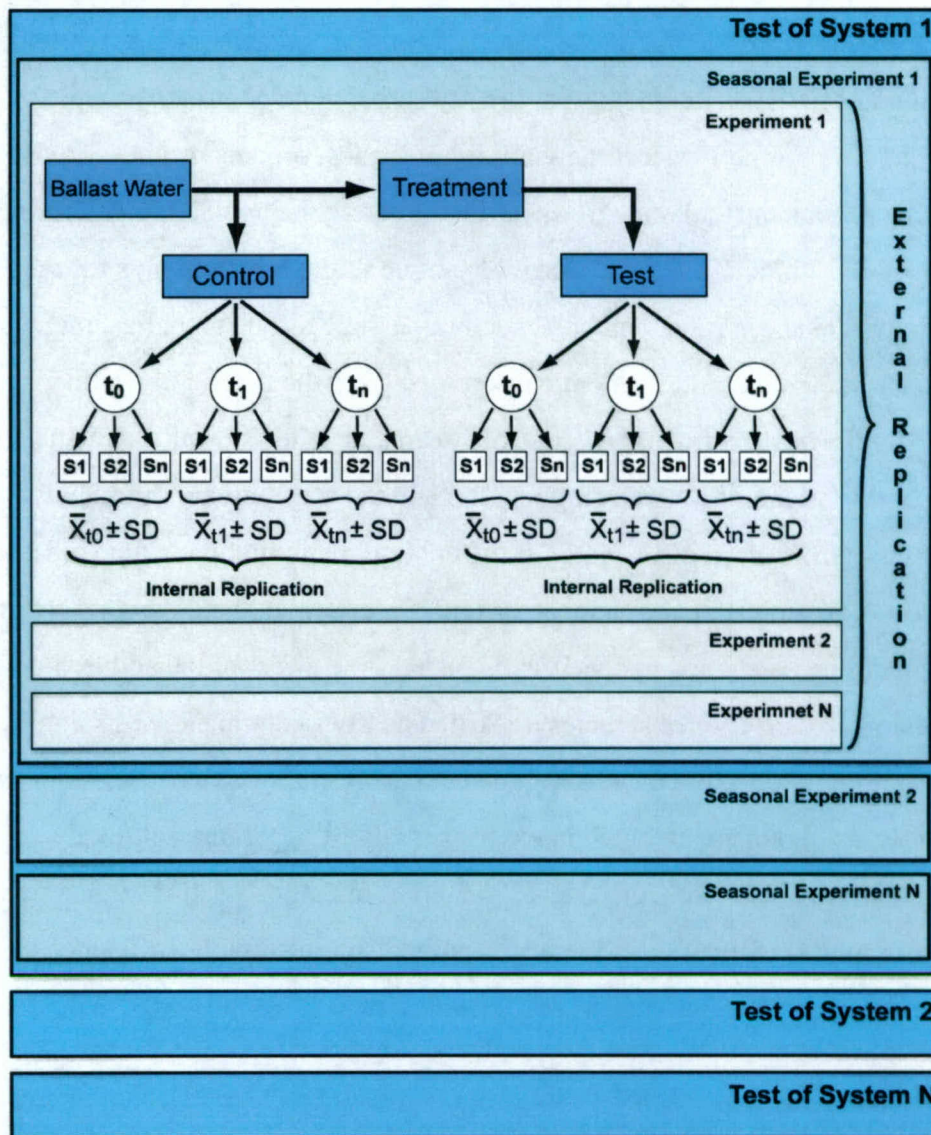 Test of System 1
Seasonal Experiment 1
Experiment 1
Ballast Water
Treatment
Control
Test
t0 t1 tn t0 t1 tn
S1 S2 Sn S1 S2 Sn S1 S2 Sn S1 S2 Sn S1 S2 Sn S1 S2 Sn
X̅t0 ± SD X̅t1 ± SD X̅tn ± SD X̅t0 ± SD X̅t1 ± SD X̅tn ± SD
Internal Replication Internal Replication
External Replication
Experiment 2
Experimnet N
Seasonal Experiment 2
Seasonal Experiment N
Test of System 2
Test of System N